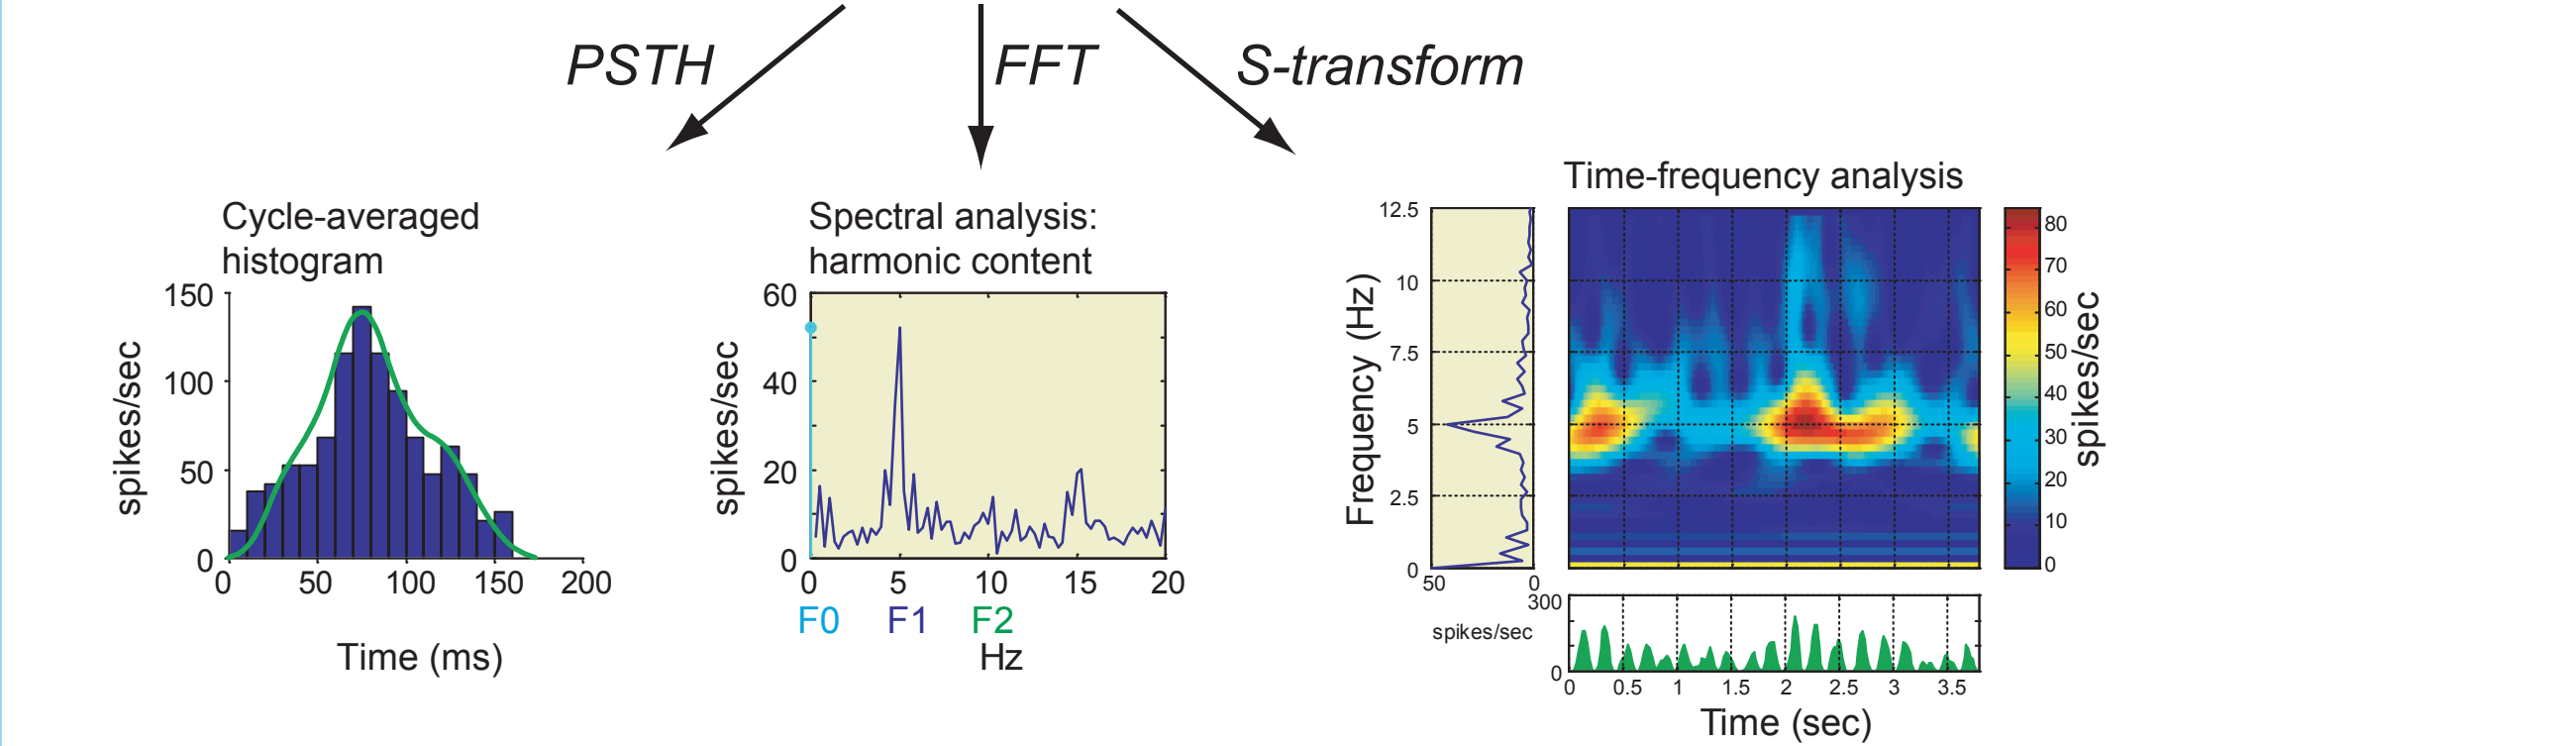 PSTH
FFT
S-transform
Cycle-averaged
histogram
150
100
50
0
spikes/sec
0 50 100 150 200
Time (ms)
Spectral analysis:
harmonic content
60
40
20
0
spikes/sec
0 5 10 15 20
F0 F1 F2
Hz
Time-frequency analysis
12.5
10
7.5
5
2.5
0
Frequency (Hz)
50 0
80
70
60
50
40
30
20
10
0
spikes/sec
300
0
spikes/sec
0 0.5 1 1.5 2 2.5 3 3.5
Time (sec)